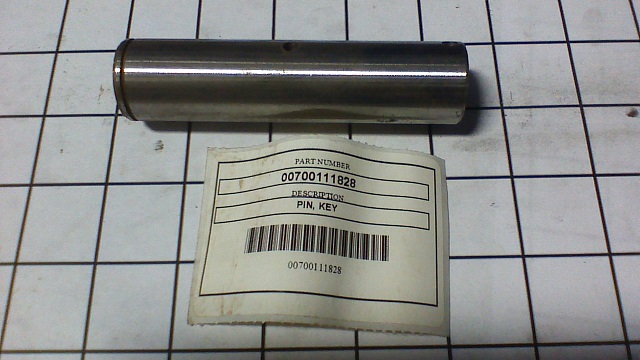 PART NUMBER
00700111828
DESCRIPTION
PIN, KEY
00700111828